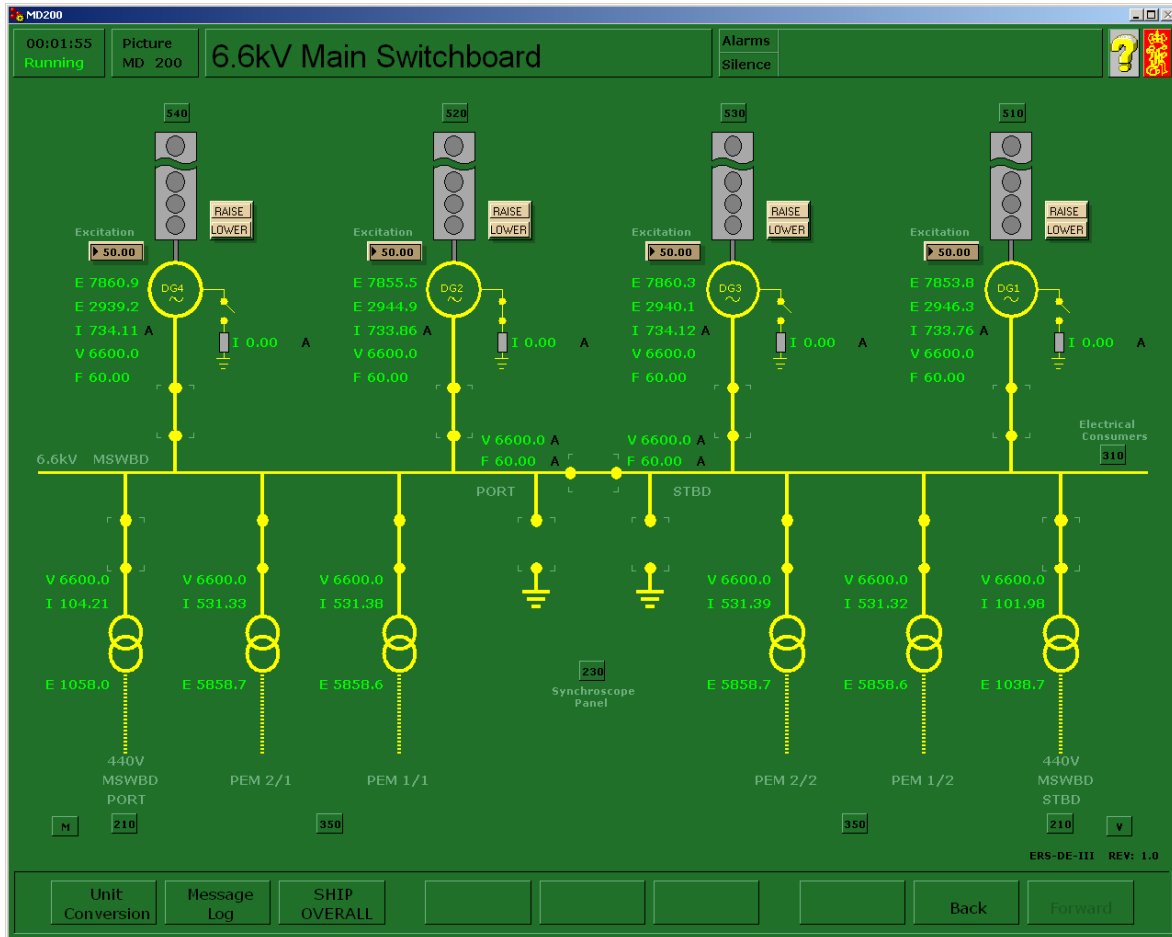 MD200
00:01:55
Running
Picture
MD 200
6.6kV Main Switchboard
Alarms
Silence
?
540
520
530
510
RAISE
LOWER
RAISE
LOWER
RAISE
LOWER
RAISE
LOWER
Excitation
50.00
Excitation
50.00
Excitation
50.00
Excitation
50.00
DG4
E 7860.9
E 2939.2
I 734.11 A
V 6600.0
F 60.00
I 0.00 A
DG2
E 7855.5
E 2944.9
I 733.86 A
V 6600.0
F 60.00
I 0.00 A
DG3
E 7860.3
E 2940.1
I 734.12 A
V 6600.0
F 60.00
I 0.00 A
DG1
E 7853.8
E 2946.3
I 733.76 A
V 6600.0
F 60.00
I 0.00 A
V 6600.0 A
F 60.00 A
V 6600.0 A
F 60.00 A
Electrical
Consumers
310
6.6kV MSWBD
PORT
STBD
V 6600.0
I 104.21
E 1058.0
V 6600.0
I 531.33
E 5858.7
V 6600.0
I 531.38
E 5858.6
V 6600.0
I 531.39
E 5858.7
V 6600.0
I 531.32
E 5858.6
V 6600.0
I 101.98
E 1038.7
230
Synchroscope
Panel
440V
MSWBD
PORT
PEM 2/1
PEM 1/1
PEM 2/2
PEM 1/2
440V
MSWBD
STBD
M
210
350
350
210
V
ERS-DE-III REV: 1.0
Unit
Conversion
Message
Log
SHIP
OVERALL
Back
Forward